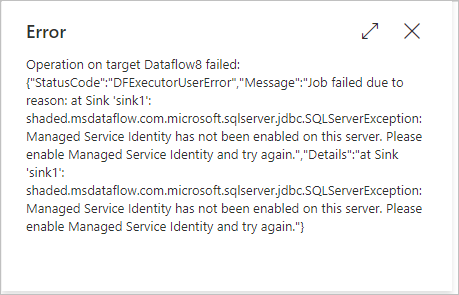 Error
Operation on target Dataflow8 failed:
{"StatusCode":"DFExecutorUserError","Message":"Job failed due to
reason: at Sink 'sink1':
shaded.msdataflow.com.microsoft.sqlserver.jdbc.SQLServerException:
Managed Service Identity has not been enabled on this server. Please
enable Managed Service Identity and try again.","Details":"at Sink
'sink1':
shaded.msdataflow.com.microsoft.sqlserver.jdbc.SQLServerException:
Managed Service Identity has not been enabled on this server. Please
enable Managed Service Identity and try again."}